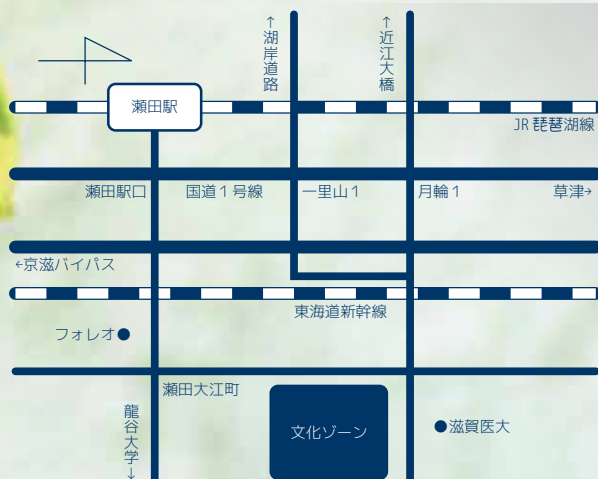 ↑湖岸道路
↑近江大橋
瀬田駅
JR 琵琶湖線
瀬田駅口
国道1号線
一里山1
月輪1
草津→
←京滋バイパス
東海道新幹線
フォレオ●
瀬田大江町
龍谷大学↓
文化ゾーン
●滋賀医大